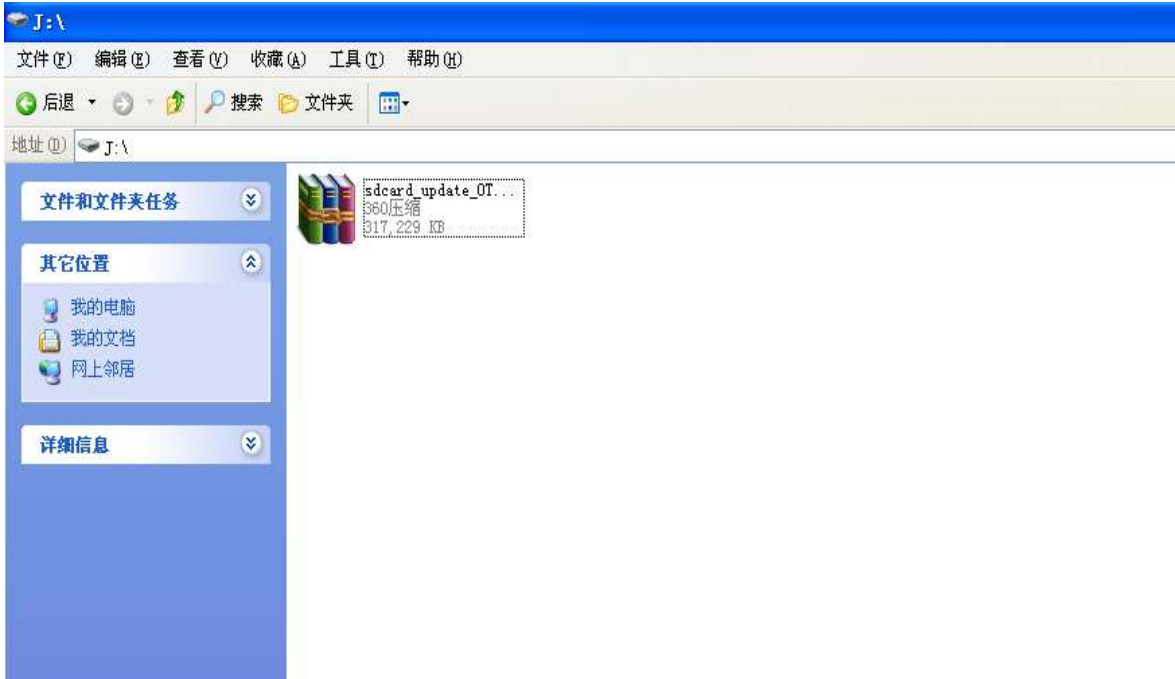 J:\
文件(F) 编辑(E) 查看(V) 收藏(A) 工具(T) 帮助(H)
后退 搜索 文件夹
地址(D) J:\
文件和文件夹任务
其它位置
我的电脑
我的文档
网上邻居
详细信息
sdcard_update_OT...
360压缩
317,229 KB